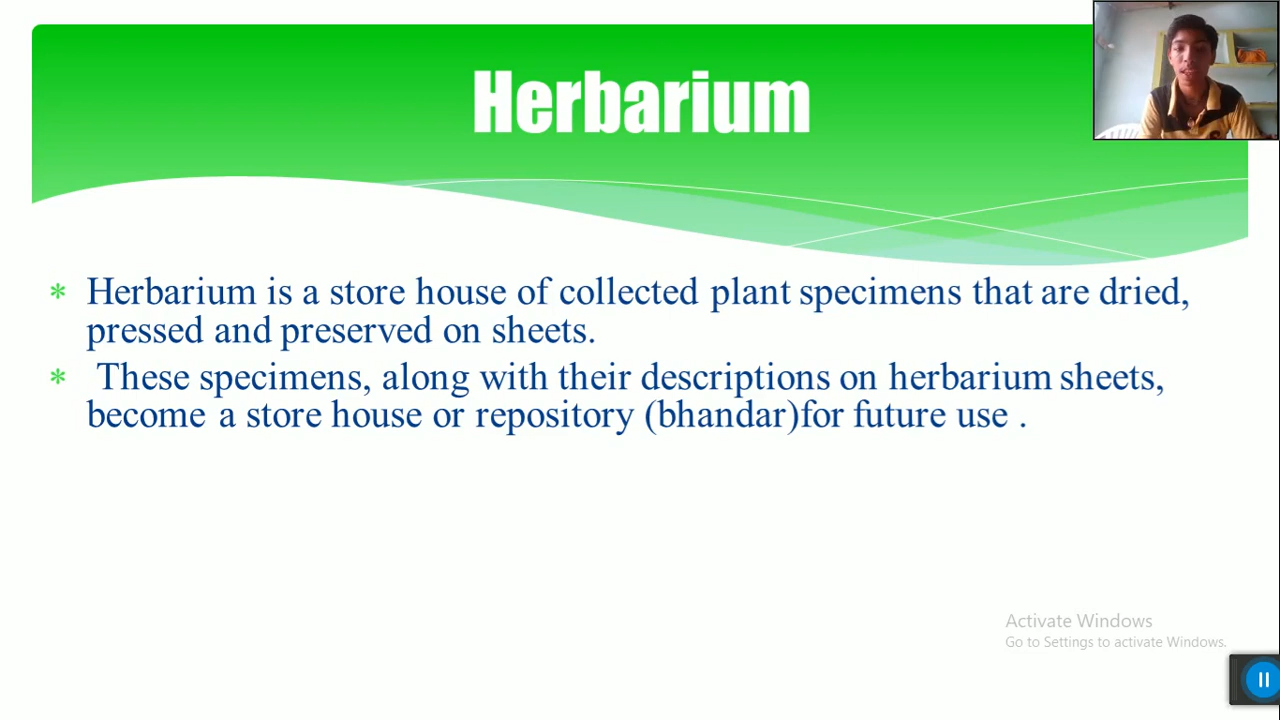 Herbarium
* Herbarium is a store house of collected plant specimens that are dried,
pressed and preserved on sheets.
* These specimens, along with their descriptions on herbarium sheets,
become a store house or repository (bhandar)for future use .
Activate Windows
Go to Settings to activate Windows.